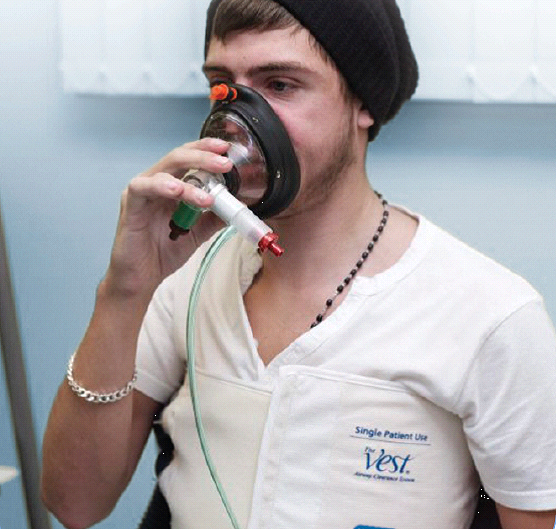 Single Patient Use
The
Vest®
Airway Clearance System